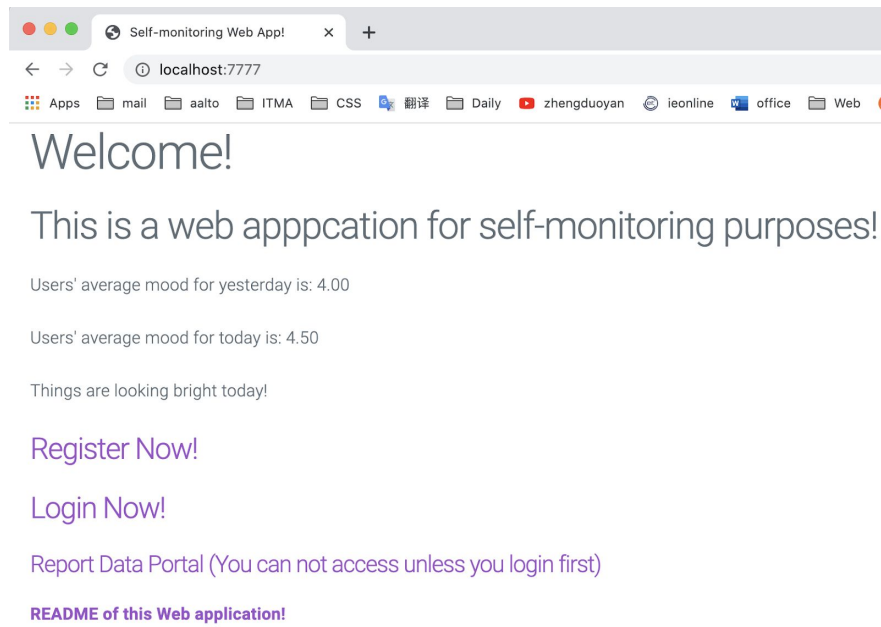 Self-monitoring Web App!
localhost:7777
Apps mail aalto ITMA CSS 翻译 Daily zhengduoyan ieonline office Web
Welcome!
This is a web apppcation for self-monitoring purposes!
Users' average mood for yesterday is: 4.00
Users' average mood for today is: 4.50
Things are looking bright today!
Register Now!
Login Now!
Report Data Portal (You can not access unless you login first)
README of this Web application!